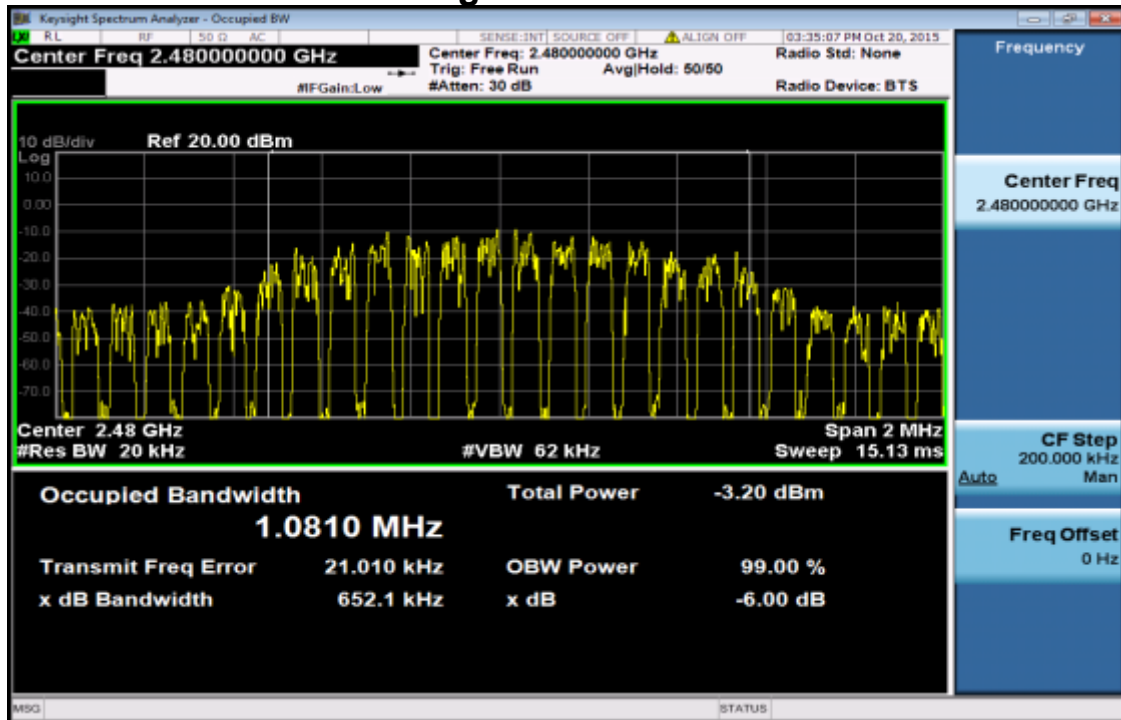 Keysight Spectrum Analyzer - Occupied BW
RL RF 50 Ω AC SENSE:INT SOURCE OFF ALIGN OFF 03:35:07 PM Oct 20, 2015
Center Freq 2.480000000 GHz
Center Freq: 2.480000000 GHz
Radio Std: None
Trig: Free Run Avg|Hold: 50/50
#IFGain:Low
#Atten: 30 dB
Radio Device: BTS
10 dB/div Ref 20.00 dBm
Log
10.0
0.00
-10.0
-20.0
-30.0
-40.0
-50.0
-60.0
-70.0
Center 2.48 GHz Span 2 MHz
#Res BW 20 kHz #VBW 62 kHz Sweep 15.13 ms
Occupied Bandwidth Total Power -3.20 dBm
1.0810 MHz
Transmit Freq Error 21.010 kHz OBW Power 99.00 %
x dB Bandwidth 652.1 kHz x dB -6.00 dB
MSG STATUS
Frequency
Center Freq
2.480000000 GHz
CF Step
200.000 kHz
Auto Man
Freq Offset
0 Hz